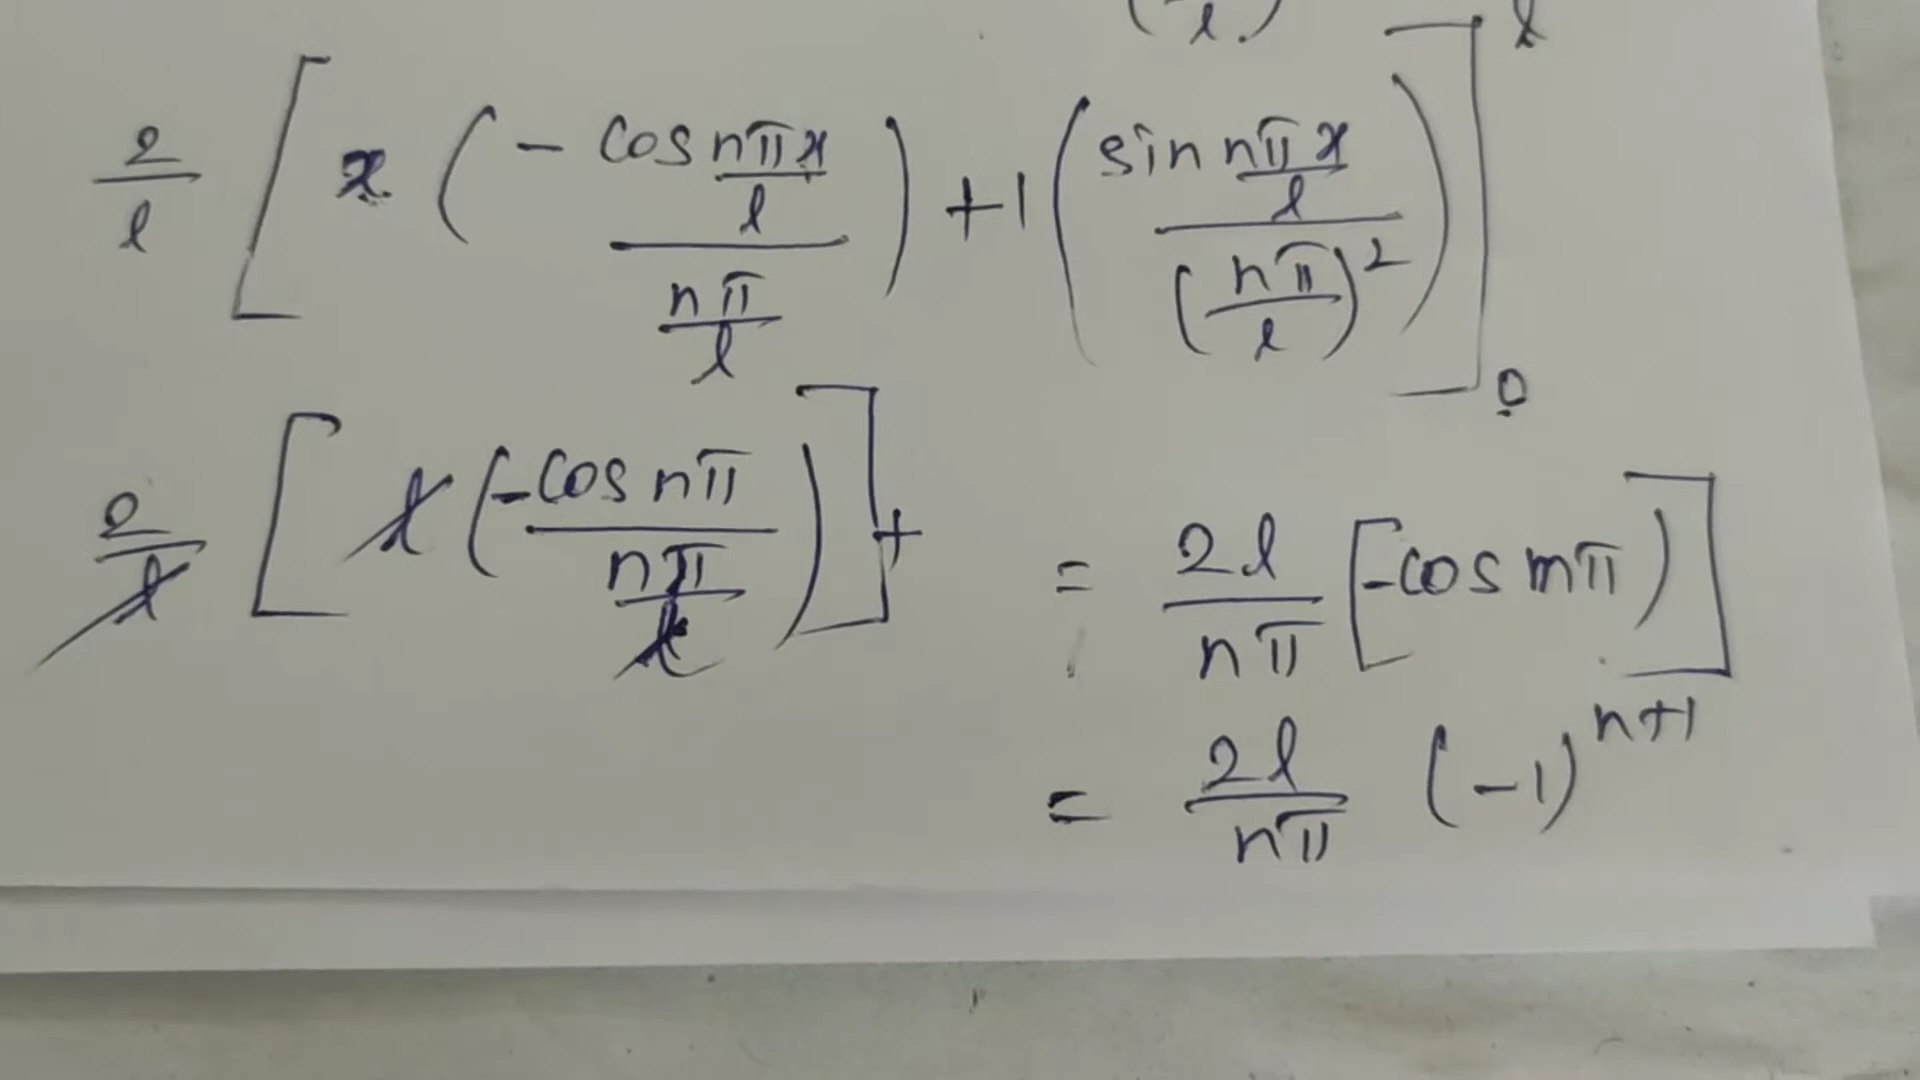 (π/l.)
2/l [ x ( - cos nπx/l / nπ/l ) + 1 ( sin nπx/l / (nπ/l)^2 ) ]_0^l
2/l [ l ( -cos nπ / nπ/l ) ] +
= 2l/nπ [ -cos nπ ) ]
= 2l/nπ (-1)^n+1